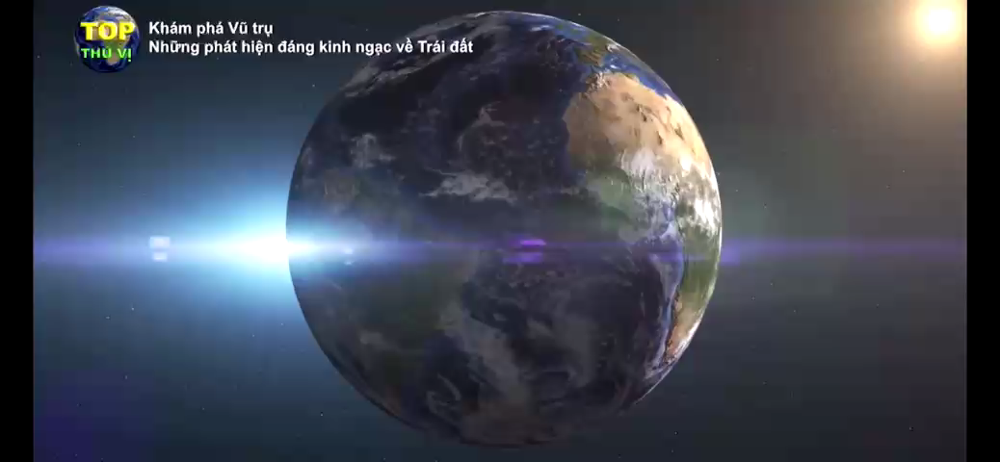 TOP
THÚ VỊ
Khám phá Vũ trụ
Những phát hiện đáng kinh ngạc về Trái đất